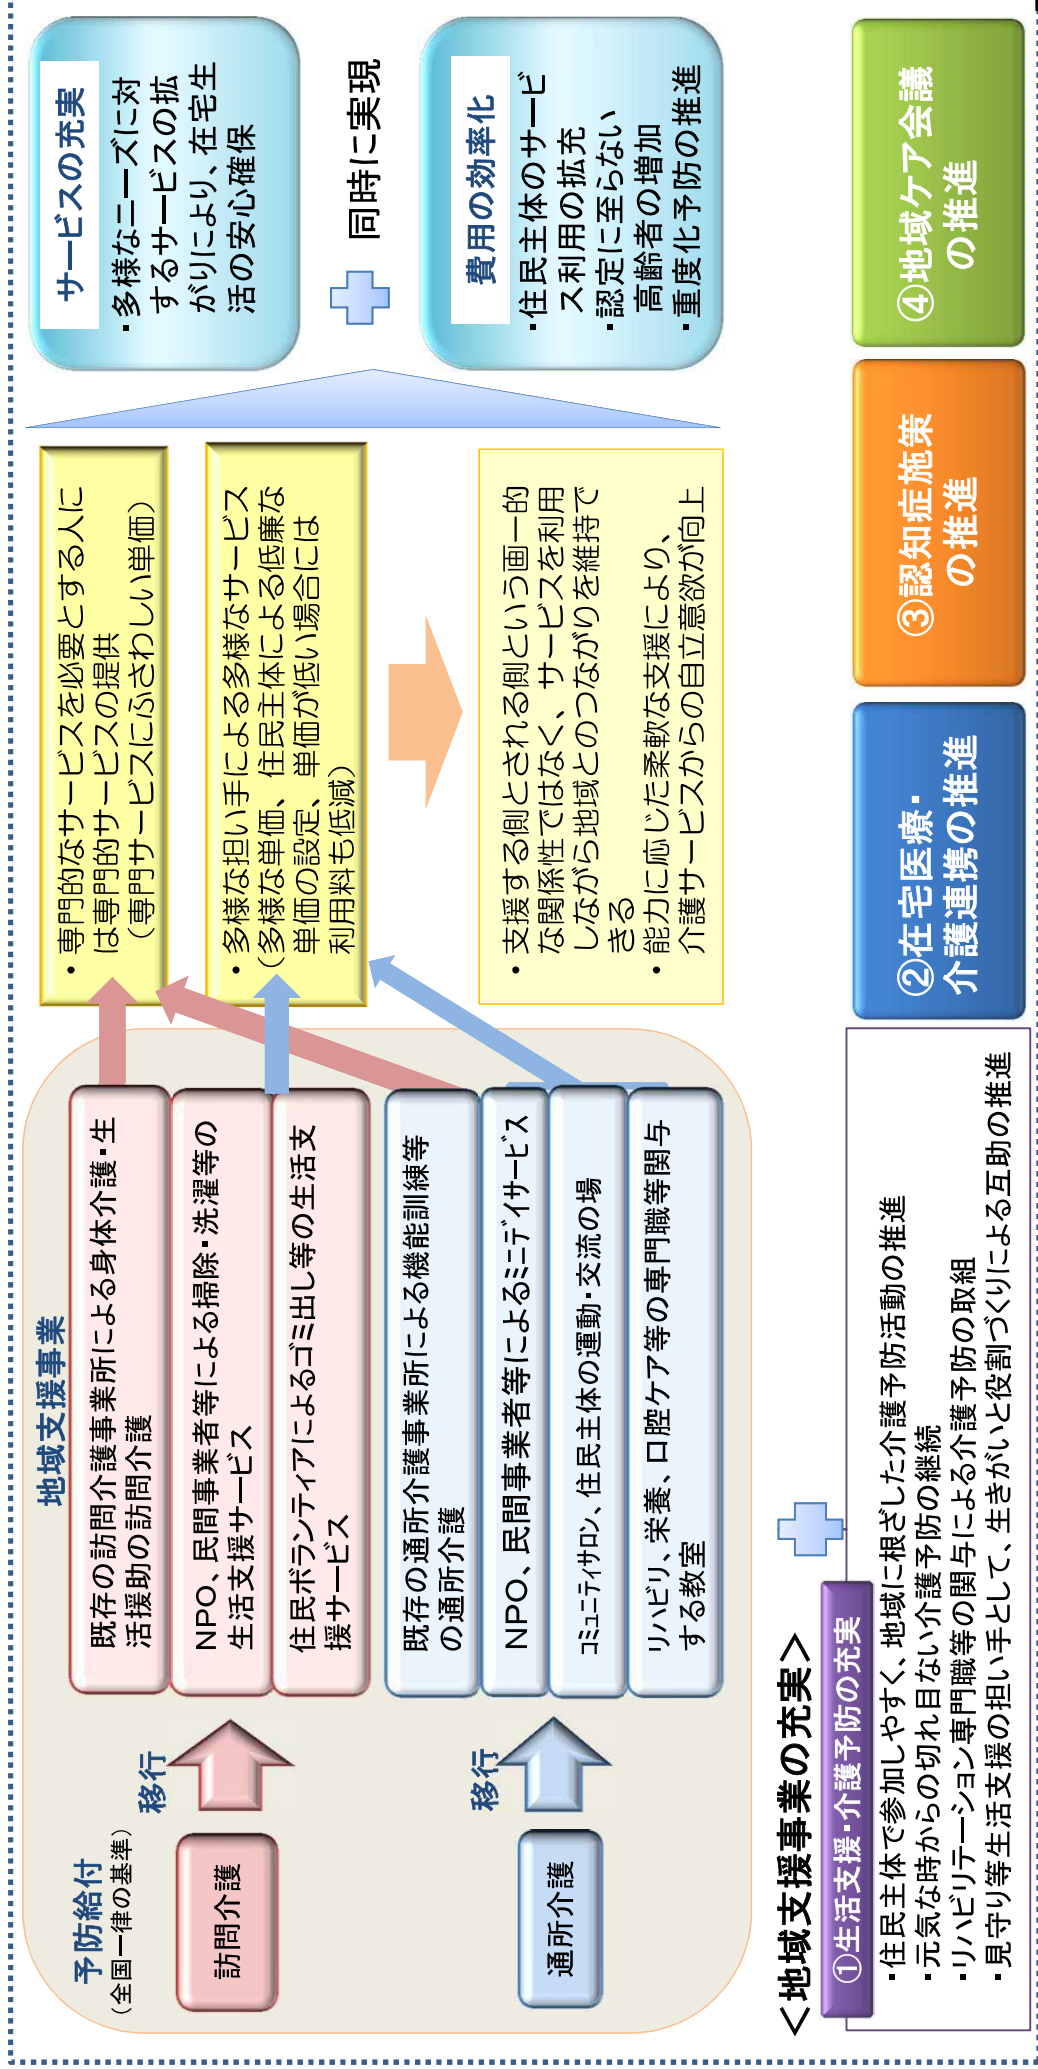 予防給付
(全国一律の基準)
訪問介護
移行
通所介護
移行
地域支援事業
既存の訪問介護事業所による身体介護・生
活援助の訪問介護
NPO、民間事業者等による掃除・洗濯等の
生活支援サービス
住民ボランティアによるゴミ出し等の生活支
援サービス
既存の通所介護事業所による機能訓練等
の通所介護
NPO、民間事業者等によるミニデイサービス
コミュニティサロン、住民主体の運動・交流の場
リハビリ、栄養、口腔ケア等の専門職等関与
する教室
・専門的なサービスを必要とする人に
は専門的サービスの提供
(専門サービスにふさわしい単価)
・多様な担い手による多様なサービス
(多様な単価、住民主体による低廉な
単価の設定、単価が低い場合には
利用料も低減)
・支援する側とされる側という画一的
な関係性ではなく、サービスを利用
しながら地域とのつながりを維持で
きる
・能力に応じた柔軟な支援により、
介護サービスからの自立意欲が向上
サービスの充実
・多様なニーズに対
するサービスの拡
がりにより、在宅生
活の安心確保
同時に実現
費用の効率化
・住民主体のサービ
ス利用の拡充
・認定に至らない
高齢者の増加
・重度化予防の推進
＜地域支援事業の充実＞
①生活支援・介護予防の充実
・住民主体で参加しやすく、地域に根ざした介護予防活動の推進
・元気な時からの切れ目ない介護予防の継続
・リハビリテーション専門職等の関与による介護予防の取組
・見守り等生活支援の担い手として、生きがいと役割づくりによる互助の推進
②在宅医療・
介護連携の推進
③認知症施策
の推進
④地域ケア会議
の推進